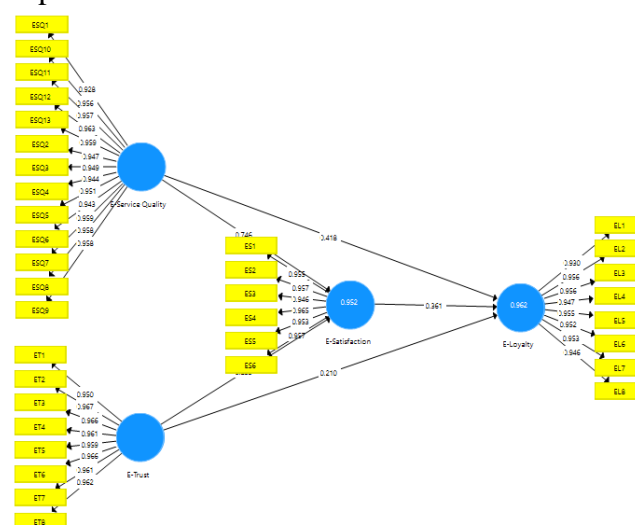 ESQ1
ESQ10
ESQ11
ESQ12
ESQ13
ESQ2
ESQ3
ESQ4
ESQ5
ESQ6
ESQ7
ESQ8
ESQ9
0.928
0.956
0.957
0.963
0.959
0.947
0.949
0.944
0.951
0.943
0.959
0.958
0.958
E-Service Quality
0.746
0.418
ES1
ES2
ES3
ES4
ES5
ES6
0.955
0.957
0.946
0.965
0.953
0.957
0.952
E-Satisfaction
0.361
0.210
ET1
ET2
ET3
ET4
ET5
ET6
ET7
ET8
0.950
0.967
0.966
0.961
0.959
0.966
0.961
0.962
E-Trust
0.962
E-Loyalty
0.930
0.956
0.956
0.947
0.955
0.952
0.953
0.946
EL1
EL2
EL3
EL4
EL5
EL6
EL7
EL8